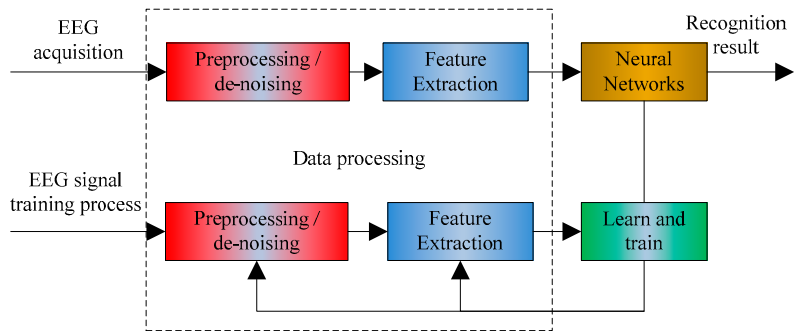 EEG
acquisition
Preprocessing /
de-noising
Feature
Extraction
Neural
Networks
Recognition
result
Data processing
EEG signal
training process
Preprocessing /
de-noising
Feature
Extraction
Learn and
train